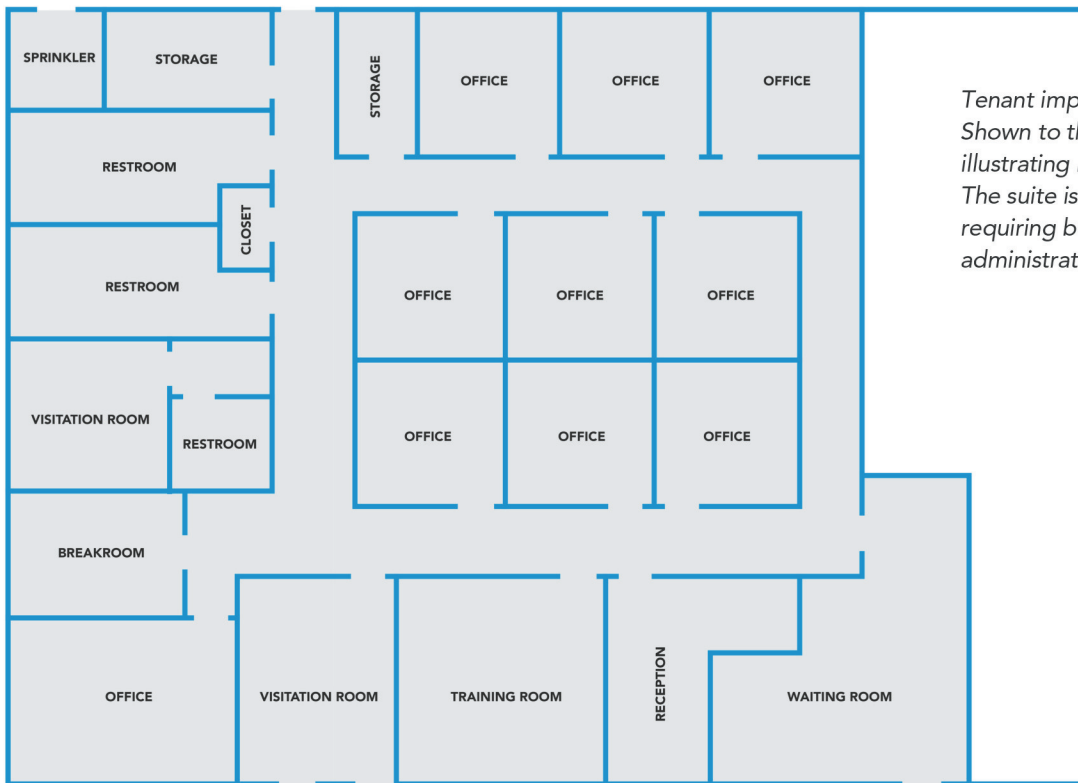 SPRINKLER
STORAGE
STORAGE
OFFICE
OFFICE
OFFICE
RESTROOM
CLOSET
RESTROOM
OFFICE
OFFICE
OFFICE
VISITATION ROOM
RESTROOM
OFFICE
OFFICE
OFFICE
BREAKROOM
OFFICE
VISITATION ROOM
TRAINING ROOM
RECEPTION
WAITING ROOM
Tenant imp
Shown to th
illustrating
The suite is
requiring b
administrat